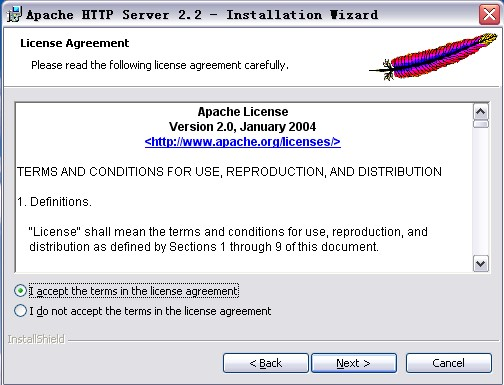 Apache HTTP Server 2.2 - Installation Wizard
License Agreement
Please read the following license agreement carefully.
Apache License
Version 2.0, January 2004
<http://www.apache.org/licenses/>
TERMS AND CONDITIONS FOR USE, REPRODUCTION, AND DISTRIBUTION
1. Definitions.
"License" shall mean the terms and conditions for use, reproduction, and
distribution as defined by Sections 1 through 9 of this document.
I accept the terms in the license agreement
I do not accept the terms in the license agreement
InstallShield
< Back Next > Cancel